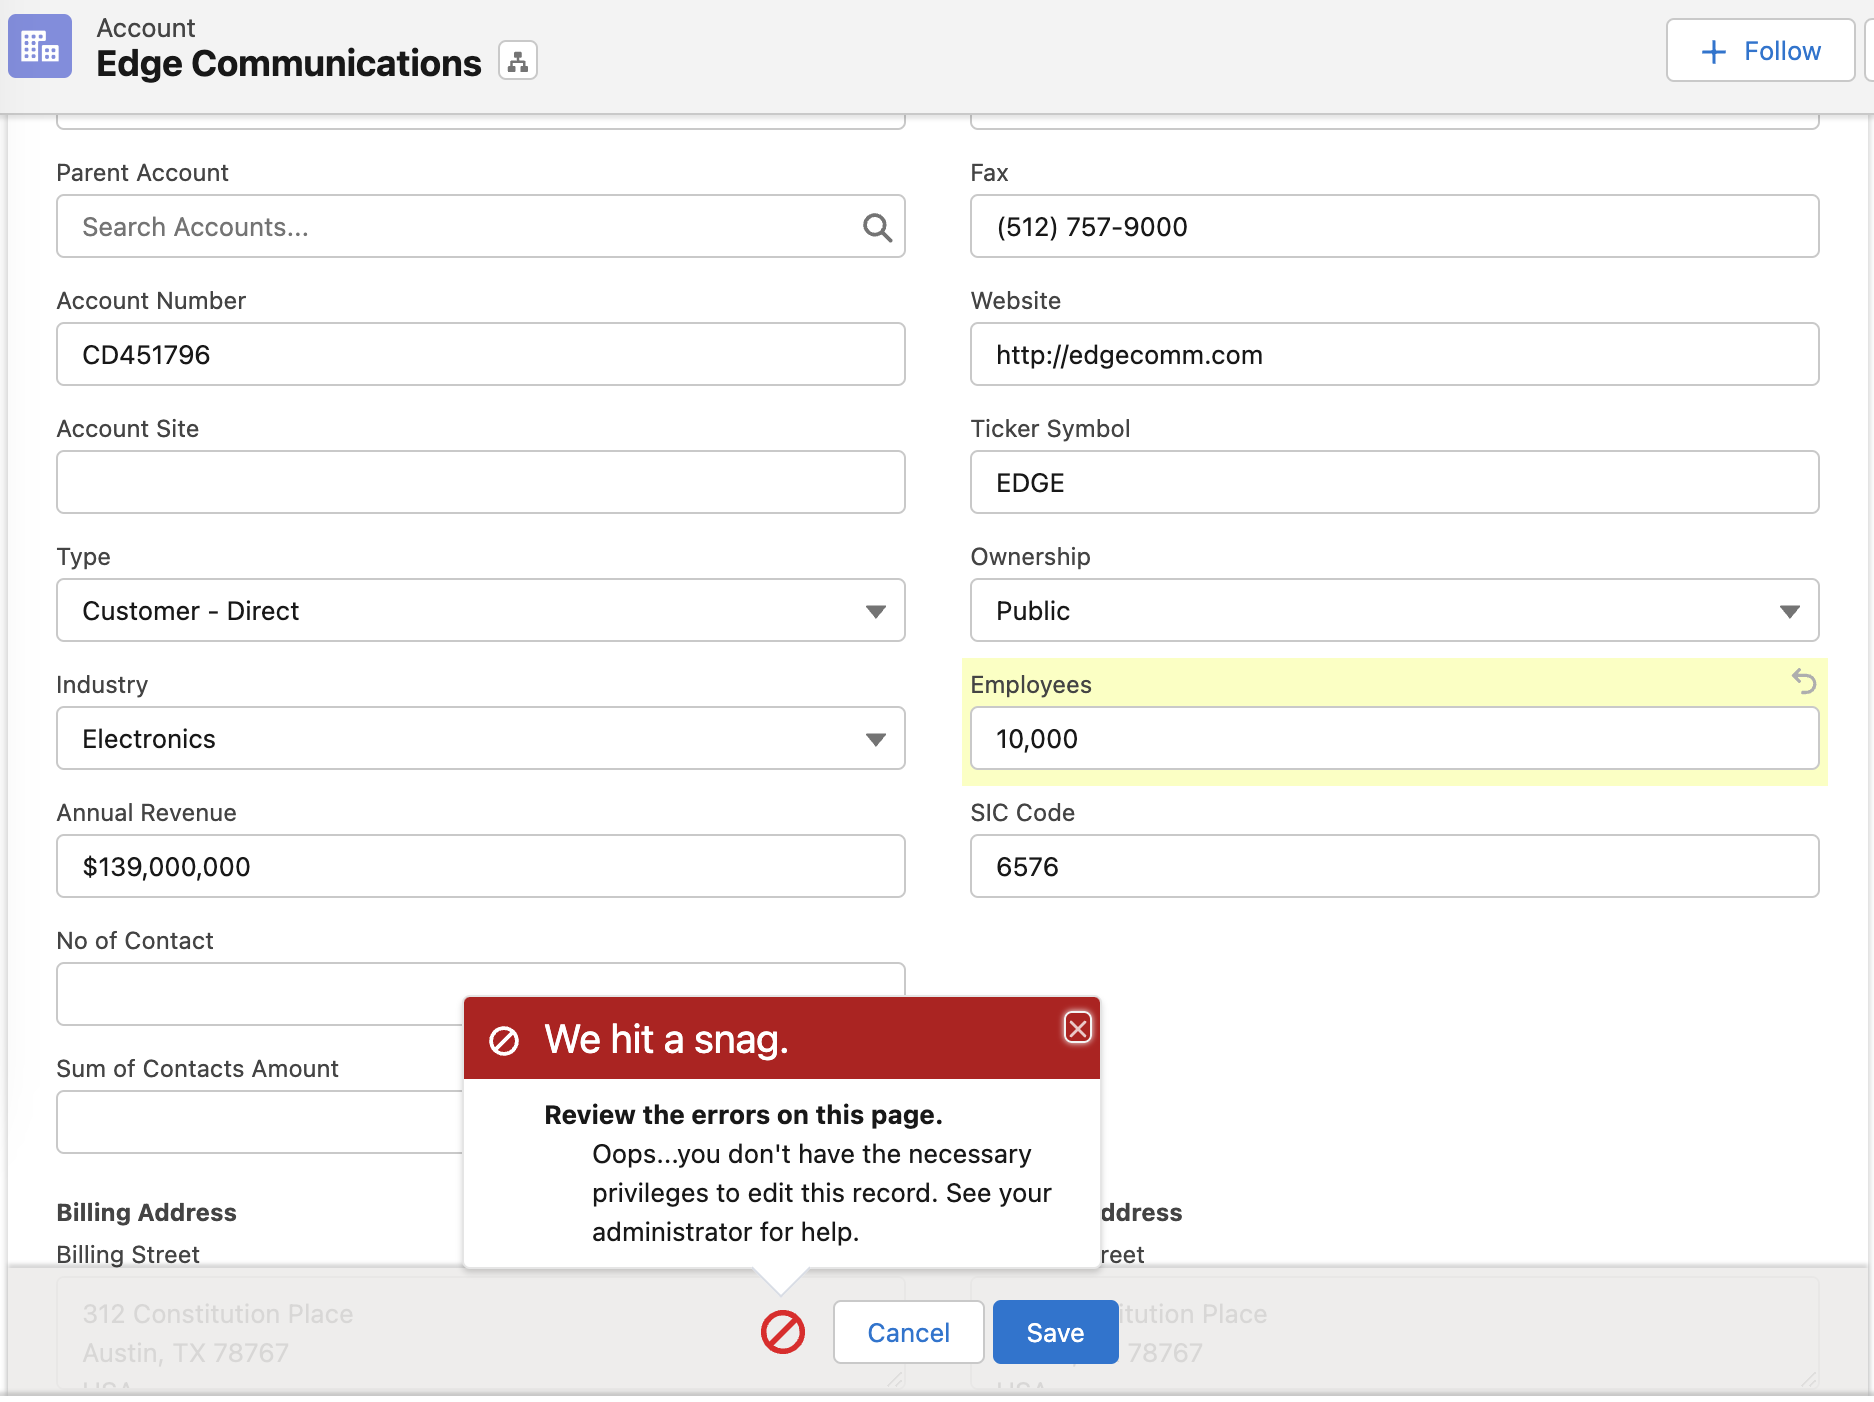 Account
Edge Communications
Follow
Parent Account
Search Accounts...
Fax
(512) 757-9000
Account Number
CD451796
Website
http://edgecomm.com
Account Site
Ticker Symbol
EDGE
Type
Customer - Direct
Ownership
Public
Industry
Electronics
Employees
10,000
Annual Revenue
$139,000,000
SIC Code
6576
No of Contact
Sum of Contacts Amount
We hit a snag.
Review the errors on this page.
Oops...you don't have the necessary
privileges to edit this record. See your
administrator for help.
Billing Address
ddress
Billing Street
reet
312 Constitution Place
Austin, TX 78767
itution Place
78767
Cancel
Save